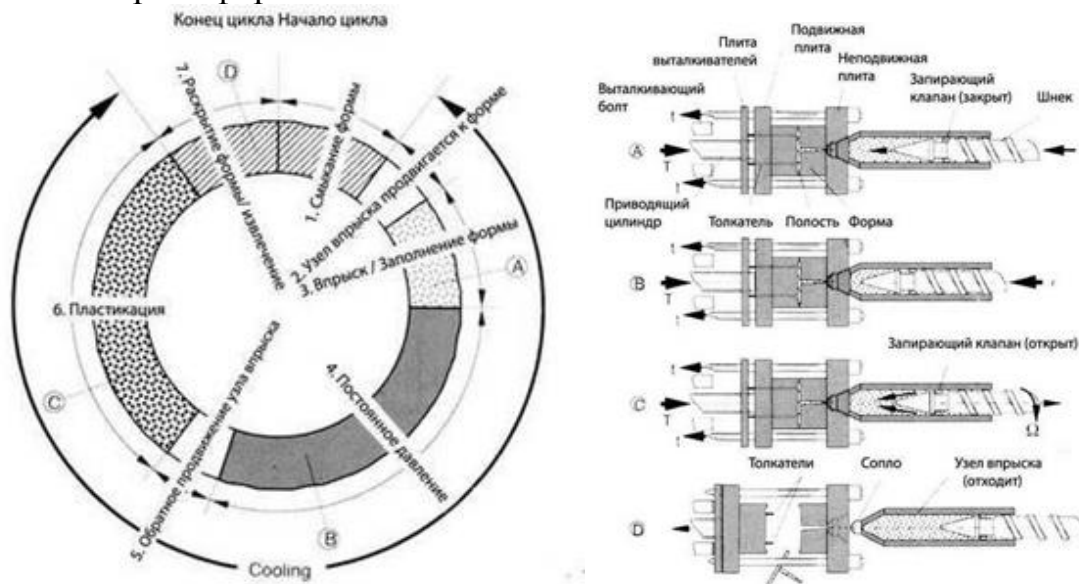 Конец цикла Начало цикла
D
7. Раскрытие формы/ извлечение
1. Смыкание формы
2. Узел впрыска продвигается к форме
3. Впрыск / Заполнение формы
A
6. Пластикация
C
5. Обратное продвижение узла впрыска
4. Постоянное давление
B
Cooling
Плита
выталкивателей
Подвижная
плита
Неподвижная
плита
Запирающий
клапан (закрыт)
Шнек
Выталкивающий
болт
A
Приводящий
цилиндр
Толкатель
Полость
Форма
B
Запирающий клапан (открыт)
C
Ω
Толкатели
Сопло
Узел впрыска
(отходит)
D